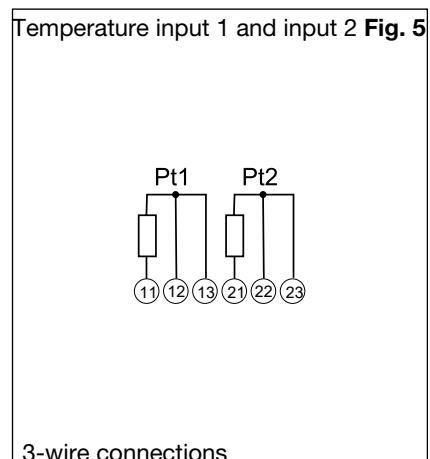 Temperature input 1 and input 2 Fig. 5
Pt1 Pt2
11 12 13 21 22 23
3-wire connections